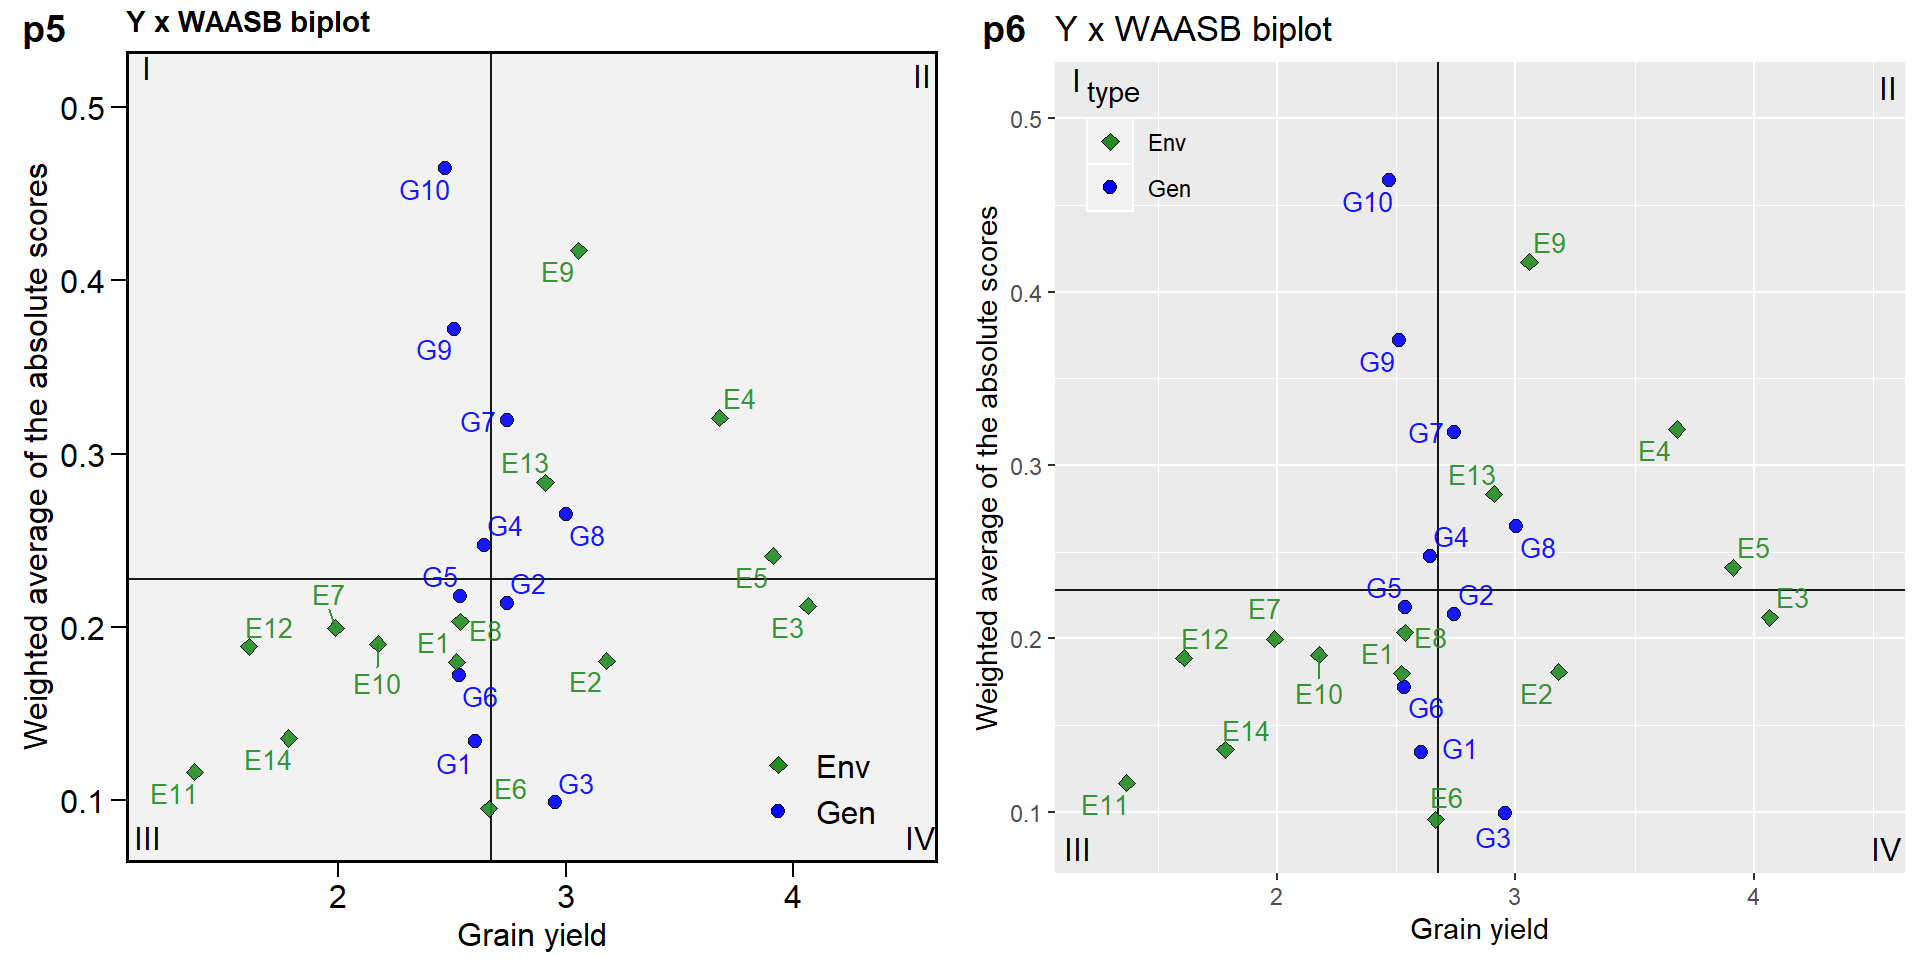 p5
Y x WAASB biplot
I
II
0.5
0.4
0.3
0.2
0.1
Weighted average of the absolute scores
G10
E9
G9
E4
G7
E13
G4
G8
E5
G5
G2
E7
E12
E8
E3
E1
E10
E2
G6
E14
G1
E11
E6
G3
Env
Gen
III
IV
2
3
4
Grain yield
p6
Y x WAASB biplot
I
type
II
Env
Gen
0.5
0.4
0.3
0.2
0.1
Weighted average of the absolute scores
G10
E9
G9
G7
E4
E13
G4
G8
E5
G5
G2
E3
E7
E12
E8
E1
E10
E2
G6
E14
G1
E11
E6
G3
III
IV
2
3
4
Grain yield